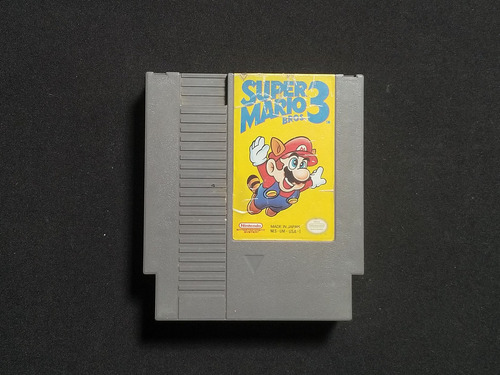 SUPER
MARIO 3
BROS.
Nintendo
MADE IN JAPAN
NES-UM-USA-1